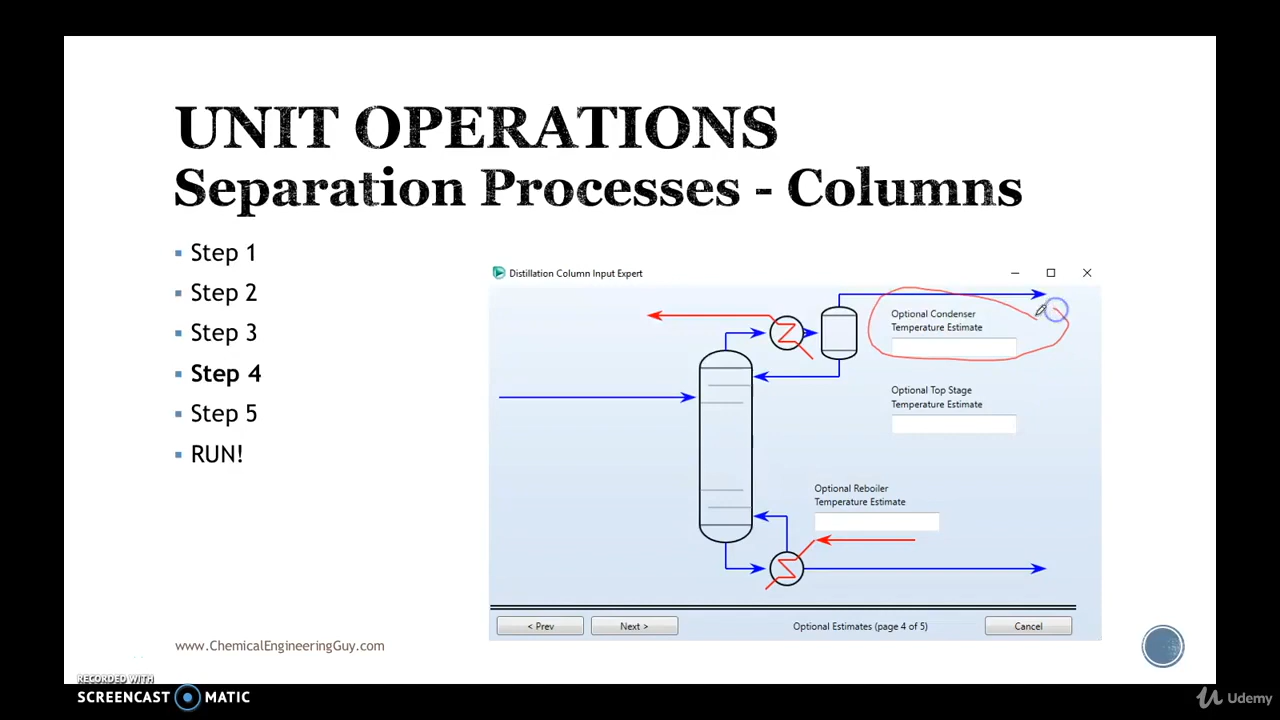 UNIT OPERATIONS
Separation Processes - Columns
Step 1
Step 2
Step 3
Step 4
Step 5
RUN!
Distillation Column Input Expert
Optional Condenser
Temperature Estimate
Optional Top Stage
Temperature Estimate
Optional Reboiler
Temperature Estimate
< Prev
Next >
Optional Estimates (page 4 of 5)
Cancel
www.ChemicalEngineeringGuy.com
RECORDED WITH
SCREENCAST MATIC
Udemy